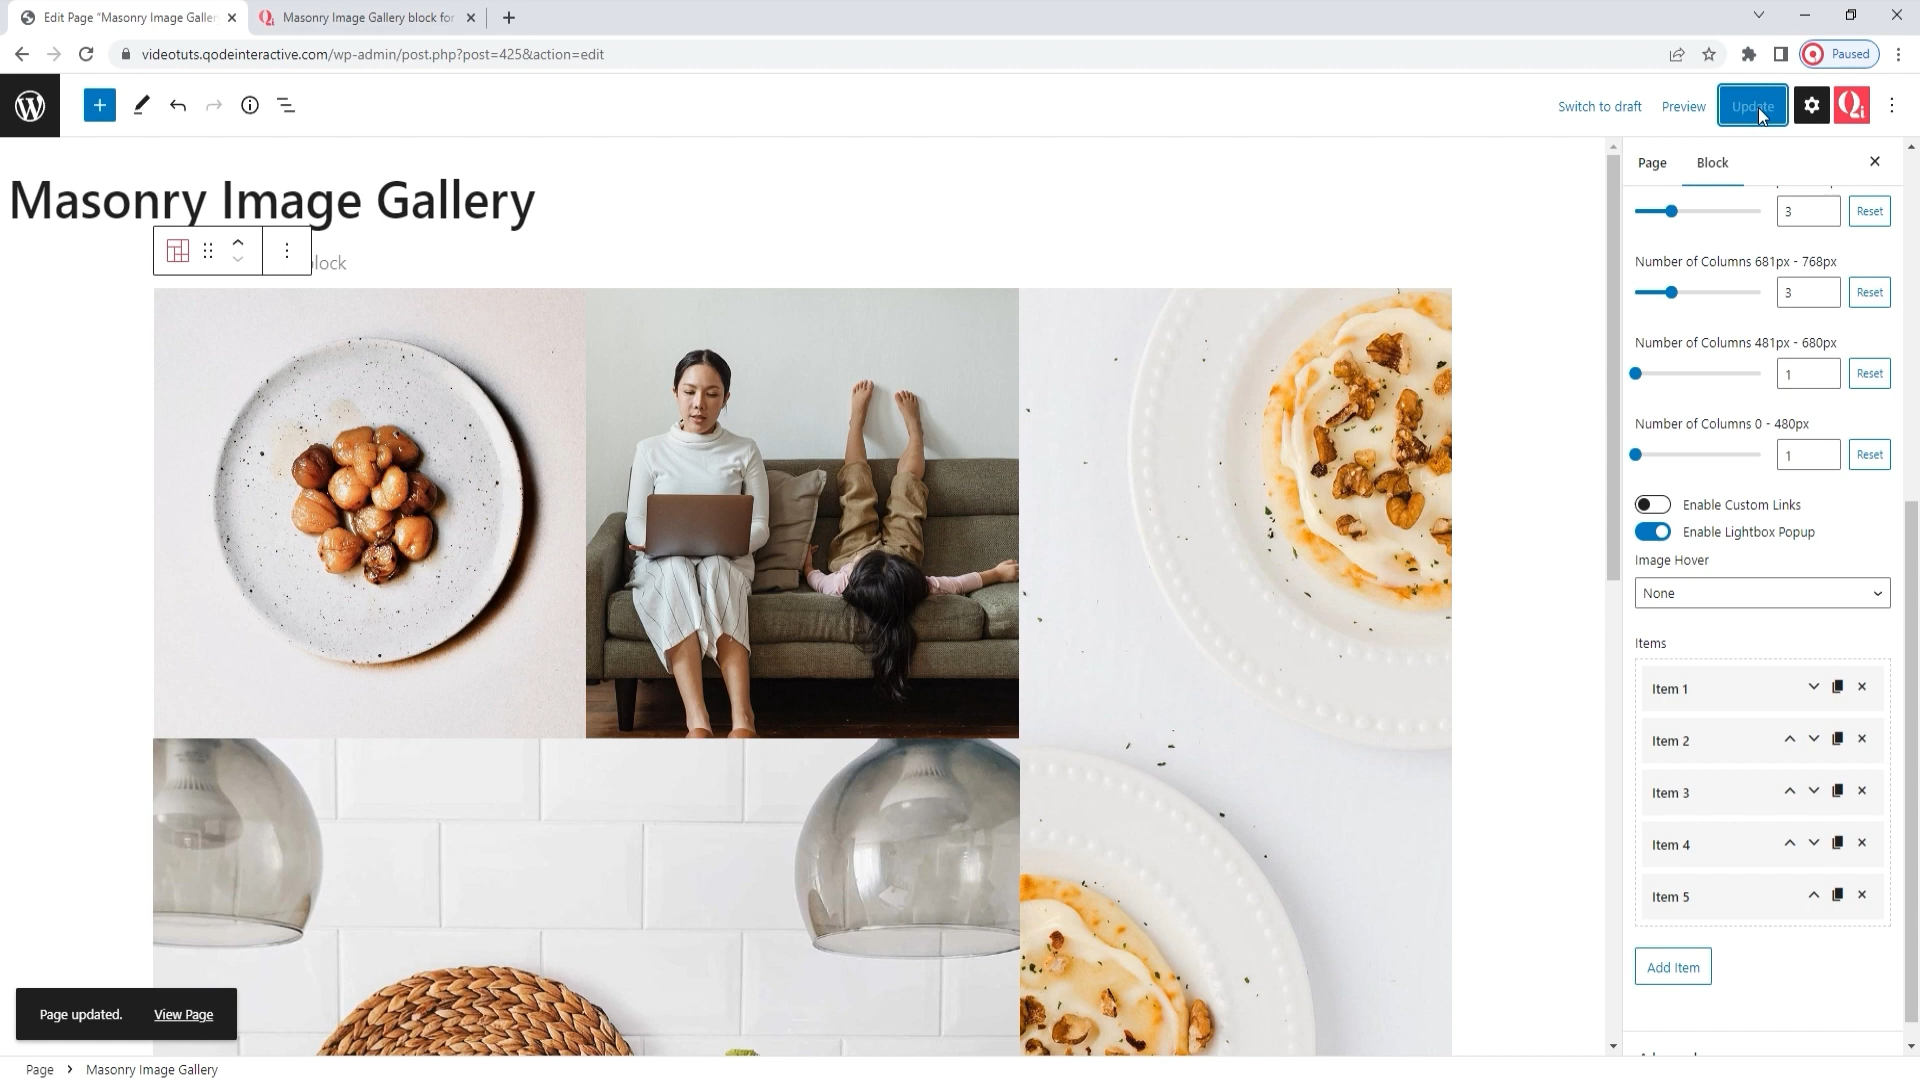 Edit Page "Masonry Image Galler
Masonry Image Gallery block for
videotuts.qodeinteractive.com/wp-admin/post.php?post=425&action=edit
Paused
Switch to draft
Preview
Update
Page
Block
Masonry Image Gallery
block
3
Reset
Number of Columns 681px - 768px
3
Reset
Number of Columns 481px - 680px
1
Reset
Number of Columns 0 - 480px
1
Reset
Enable Custom Links
Enable Lightbox Popup
Image Hover
None
Items
Item 1
Item 2
Item 3
Item 4
Item 5
Add Item
Page updated. View Page
Page > Masonry Image Gallery